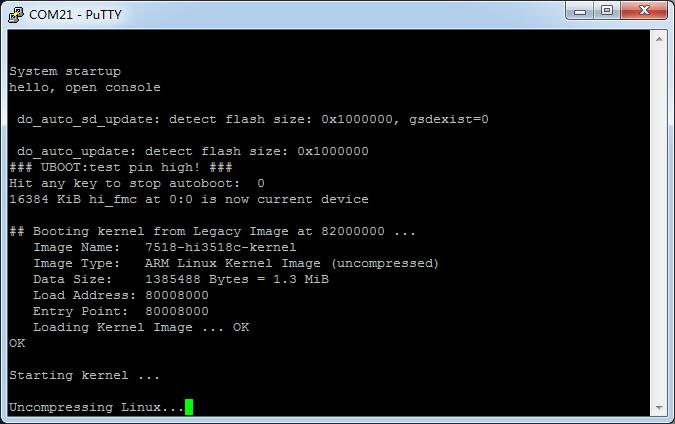 COM21 - PuTTY
System startup
hello, open console
do_auto_sd_update: detect flash size: 0x1000000, gsdexist=0
do_auto_update: detect flash size: 0x1000000
### UBOOT:test pin high! ###
Hit any key to stop autoboot:  0
16384 KiB hi_fmc at 0:0 is now current device
## Booting kernel from Legacy Image at 82000000 ...
Image Name:   7518-hi3518c-kernel
Image Type:   ARM Linux Kernel Image (uncompressed)
Data Size:    1385488 Bytes = 1.3 MiB
Load Address: 80008000
Entry Point:  80008000
Loading Kernel Image ... OK
OK
Starting kernel ...
Uncompressing Linux...